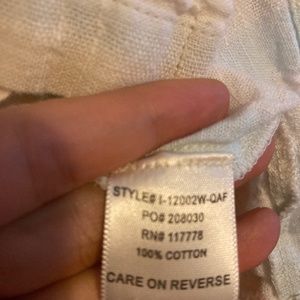 STYLE# I-12002W-QAF
PO# 208030
RN# 117778
100% COTTON
CARE ON REVERSE